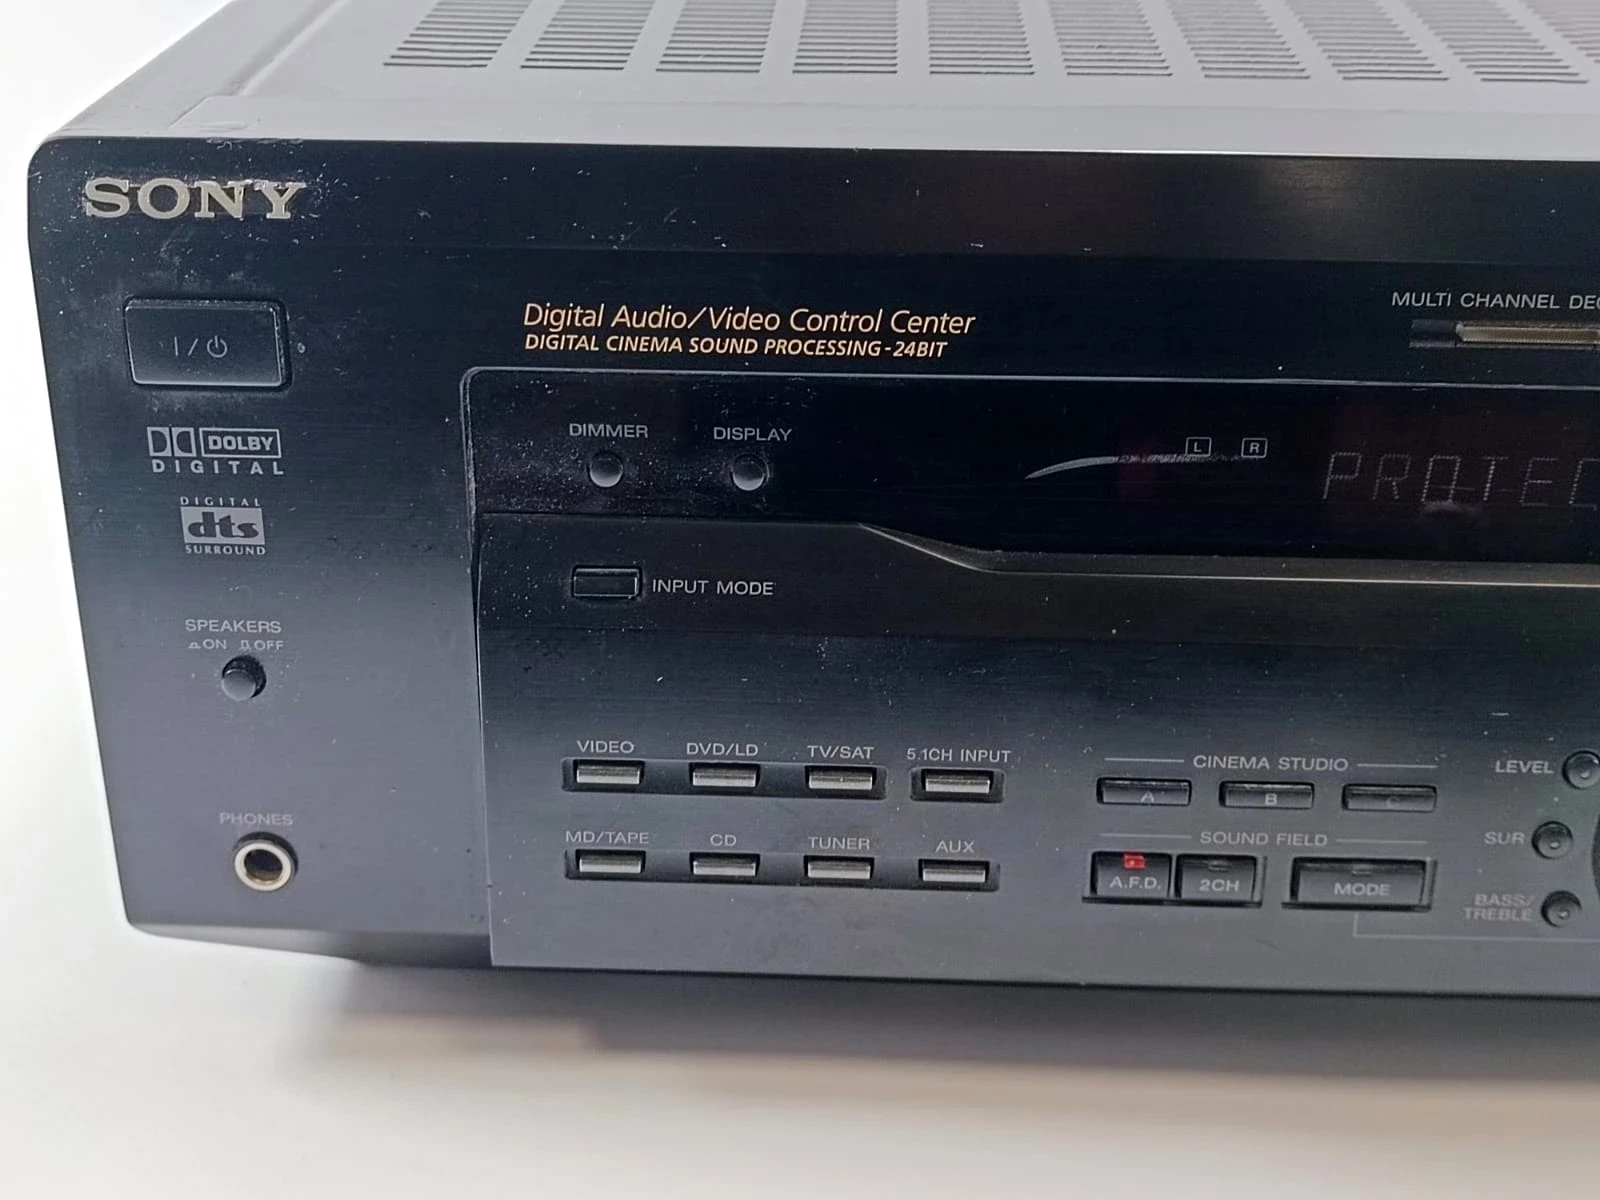 SONY
Digital Audio/Video Control Center
DIGITAL CINEMA SOUND PROCESSING-24BIT
MULTI CHANNEL DEC
I/⏻
DOLBY
DIGITAL
DIGITAL
dts
SURROUND
DIMMER DISPLAY
L R
PROTEC
INPUT MODE
SPEAKERS
ON OFF
VIDEO DVD/LD TV/SAT 5.1CH INPUT
CINEMA STUDIO
A B C
LEVEL
PHONES
MD/TAPE CD TUNER AUX
SOUND FIELD
A.F.D. 2CH MODE
SUR
BASS/
TREBLE